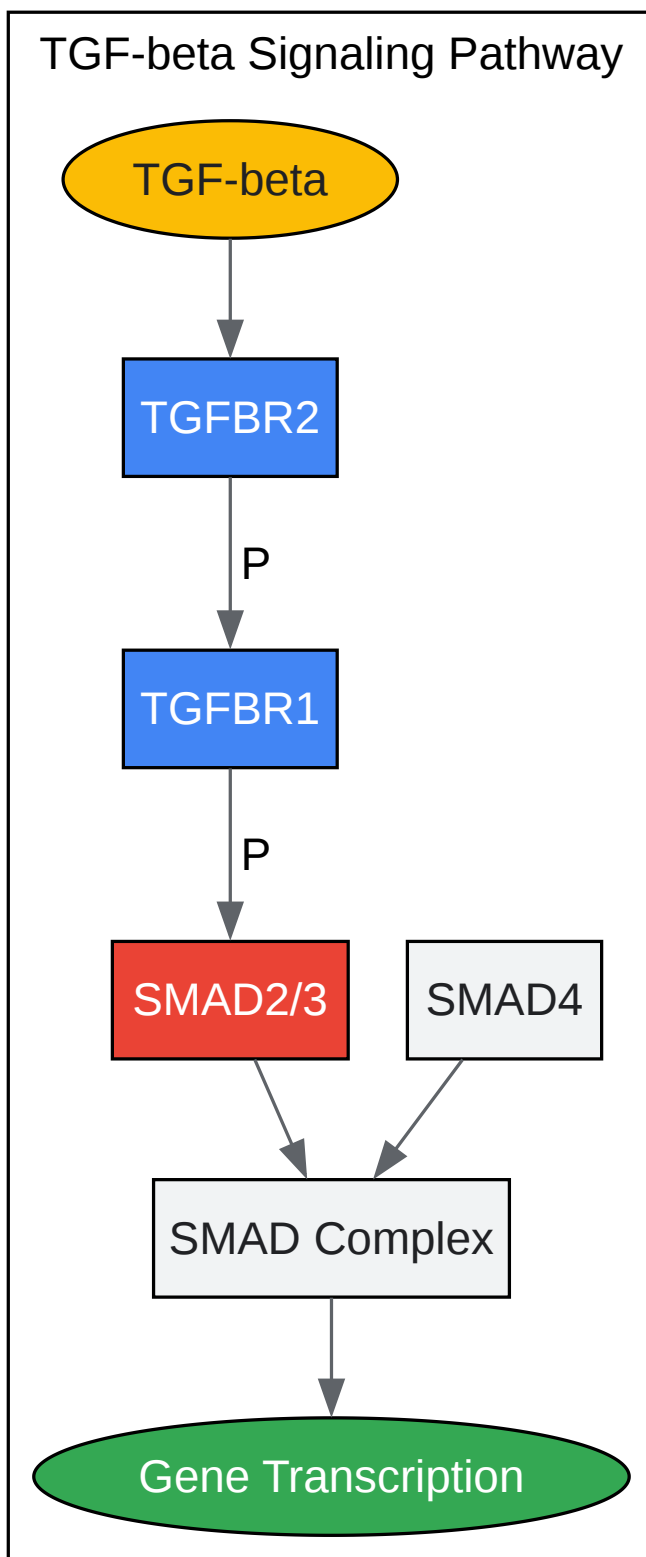 TGF-beta Signaling Pathway
TGF-beta
TGFBR2
P
TGFBR1
P
SMAD2/3
SMAD4
SMAD Complex
Gene Transcription